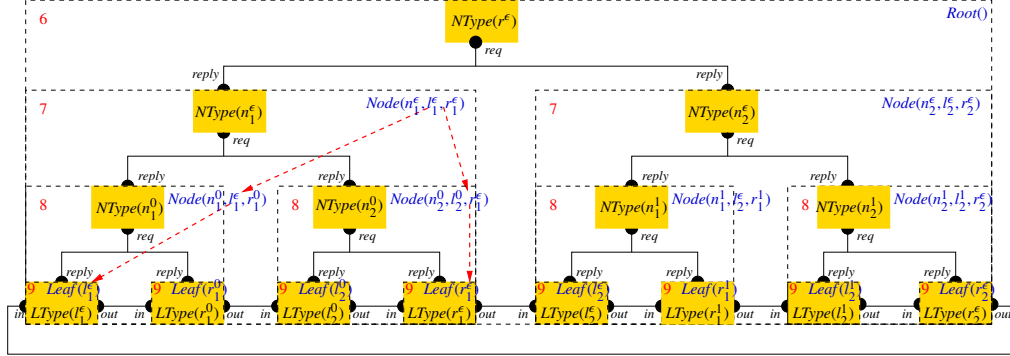 6 NType(r^ϵ) Root()
req
reply reply
7 NType(n_1^ϵ) Node(n_1^ϵ,l_1^ϵ,r_1^ϵ) 7 NType(n_2^ϵ) Node(n_2^ϵ,l_2^ϵ,r_2^ϵ)
req req
reply reply reply reply
8 NType(n_1^0) Node(n_1^0,l_1^ϵ,r_1^0) 8 NType(n_2^0) Node(n_2^0,l_2^0,r_1^ϵ) 8 NType(n_1^1) Node(n_1^1,l_2^ϵ,r_1^1) 8 NType(n_2^1) Node(n_2^1,l_2^1,r_2^ϵ)
req req req req
reply reply reply reply reply reply reply reply
9 Leaf(l_1^ϵ) 9 Leaf(r_1^0) 9 Leaf(l_2^0) 9 Leaf(r_1^ϵ) 9 Leaf(l_2^ϵ) 9 Leaf(r_1^1) 9 Leaf(l_2^1) 9 Leaf(r_2^ϵ)
in LType(l_1^ϵ) out in LType(r_1^0) out in LType(l_2^0) out in LType(r_1^ϵ) out in LType(l_2^ϵ) out in LType(r_1^1) out in LType(l_2^1) out in LType(r_2^ϵ) out